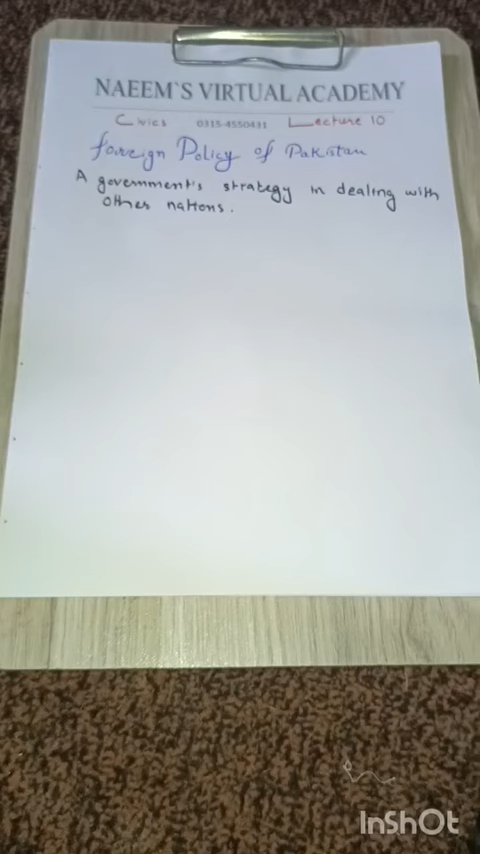 NAEEM`S VIRTUAL ACADEMY
Civics 0315-4550431 Lecture 10
foreign Policy of Pakistan
A government's strategy in dealing with
other nations.
InShOt